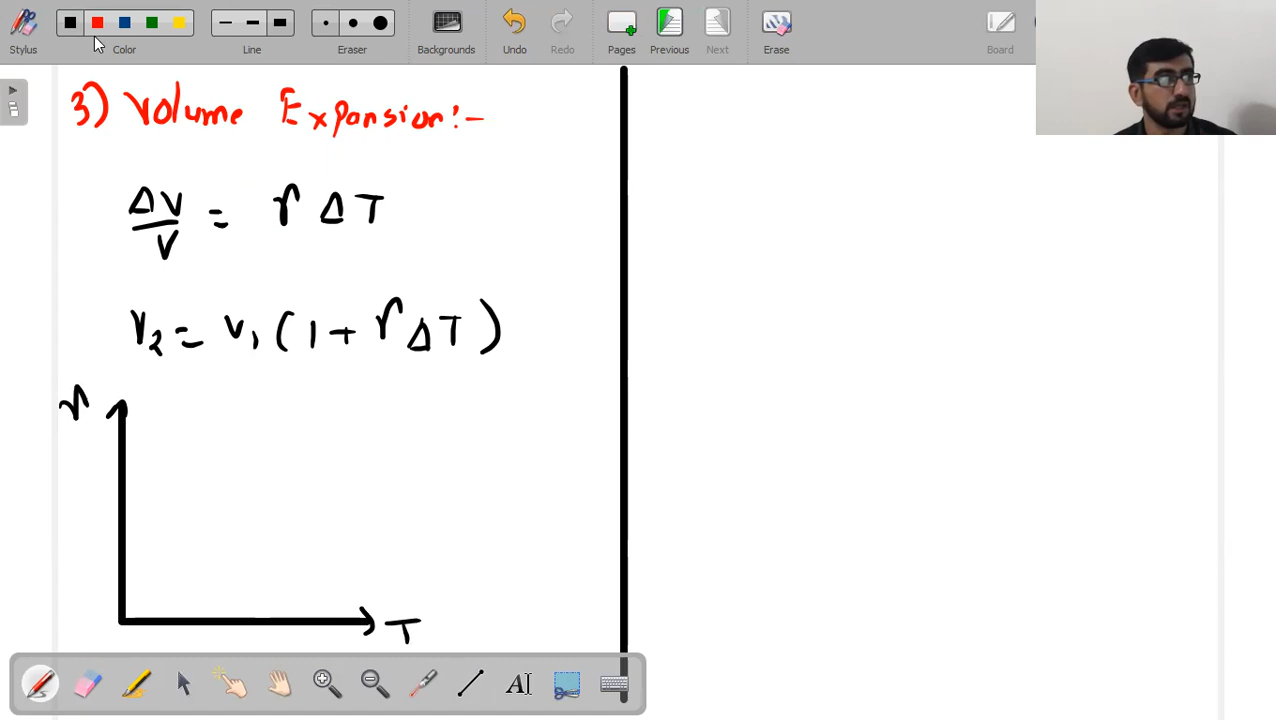 Stylus Color Line Eraser Backgrounds Undo Redo Pages Previous Next Erase Board
3) Volume Expansion:-
ΔV/V = γ ΔT
V₂ = V₁ (1 + γ ΔT)
γ
T